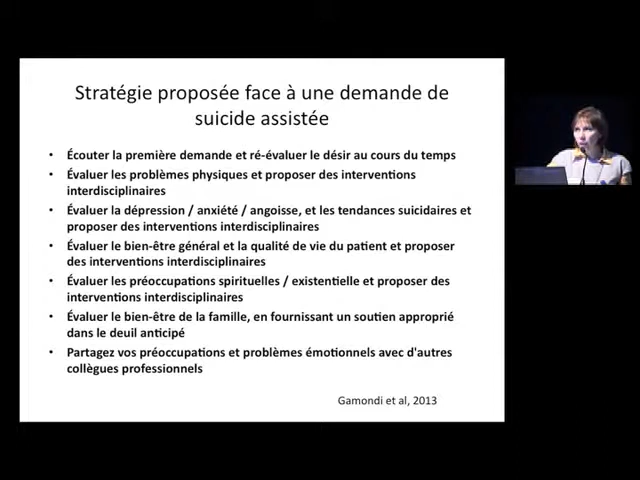 Stratégie proposée face à une demande de
suicide assistée
• Écouter la première demande et ré-évaluer le désir au cours du temps
• Évaluer les problèmes physiques et proposer des interventions
interdisciplinaires
• Évaluer la dépression / anxiété / angoisse, et les tendances suicidaires et
proposer des interventions interdisciplinaires
• Évaluer le bien-être général et la qualité de vie du patient et proposer
des interventions interdisciplinaires
• Évaluer les préoccupations spirituelles / existentielle et proposer des
interventions interdisciplinaires
• Évaluer le bien-être de la famille, en fournissant un soutien approprié
dans le deuil anticipé
• Partagez vos préoccupations et problèmes émotionnels avec d'autres
collègues professionnels
Gamondi et al, 2013